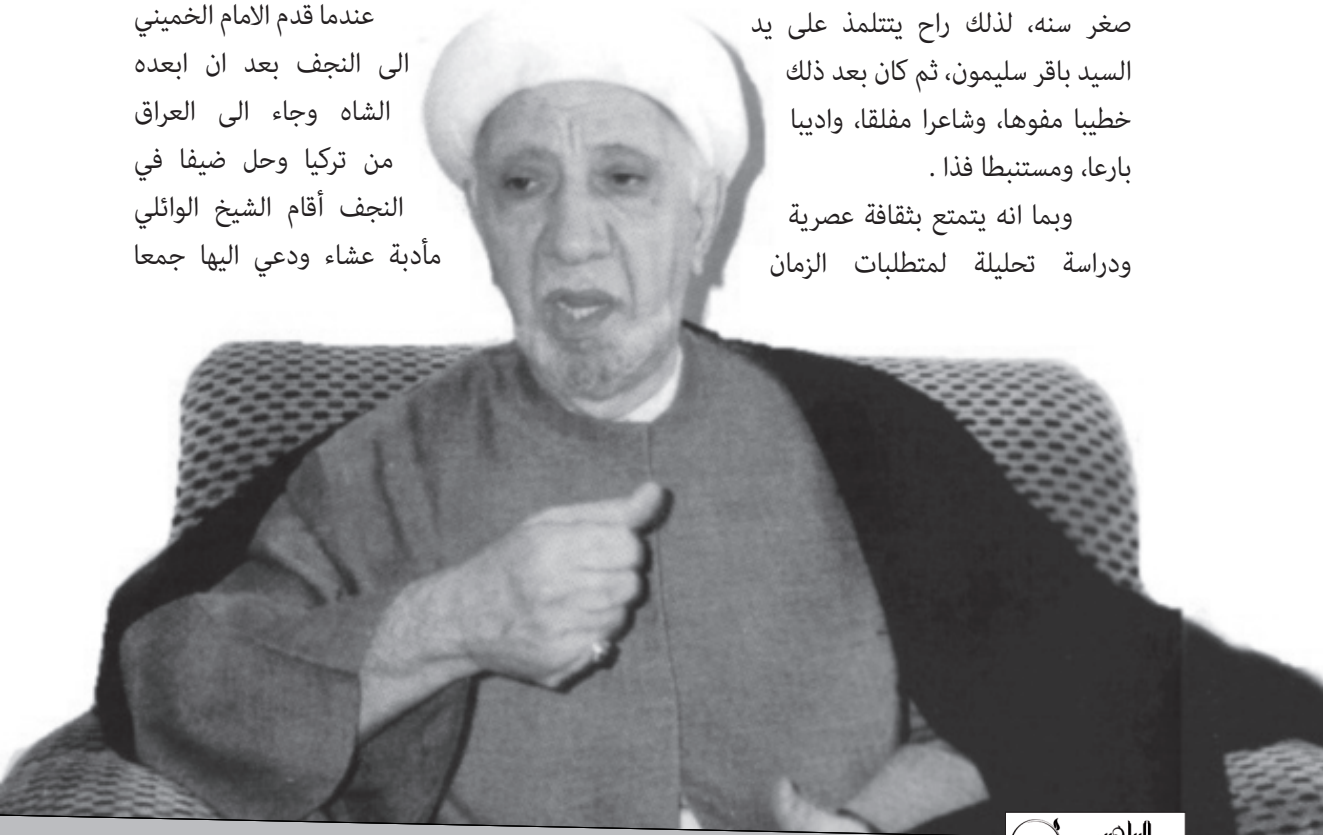 صغر سنه، لذلك راح يتتلمذ على يد
السيد باقر سليمون، ثم كان بعد ذلك
خطيبا مفوها، وشاعرا مفلقا، واديبا
بارعا، ومستنبطا فذا .
وبما انه يتمتع بثقافة عصرية
ودراسة تحليلة لمتطلبات الزمان
عندما قدم الامام الخميني
الى النجف بعد ان ابعده
الشاه وجاء الى العراق
من تركيا وحل ضيفا في
النجف أقام الشيخ الوائلي
مأدبة عشاء ودعي اليها جمعا